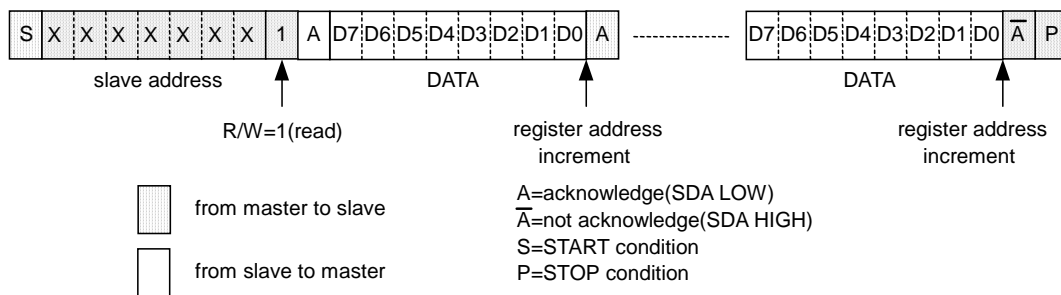 S X X X X X X X 1 A D7 D6 D5 D4 D3 D2 D1 D0 A D7 D6 D5 D4 D3 D2 D1 D0 A̅ P
slave address DATA DATA
R/W=1(read)
register address
increment
register address
increment
from master to slave
from slave to master
A=acknowledge(SDA LOW)
A̅=not acknowledge(SDA HIGH)
S=START condition
P=STOP condition